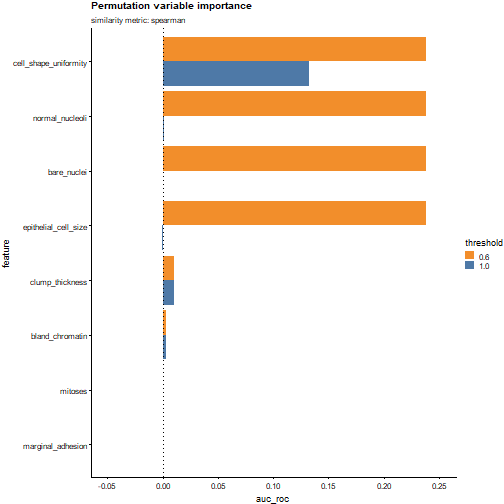 Permutation variable importance
similarity metric: spearman
cell_shape_uniformity
normal_nucleoli
bare_nuclei
epithelial_cell_size
clump_thickness
bland_chromatin
mitoses
marginal_adhesion
feature
threshold
0.6
1.0
-0.05 0.00 0.05 0.10 0.15 0.20 0.25
auc_roc